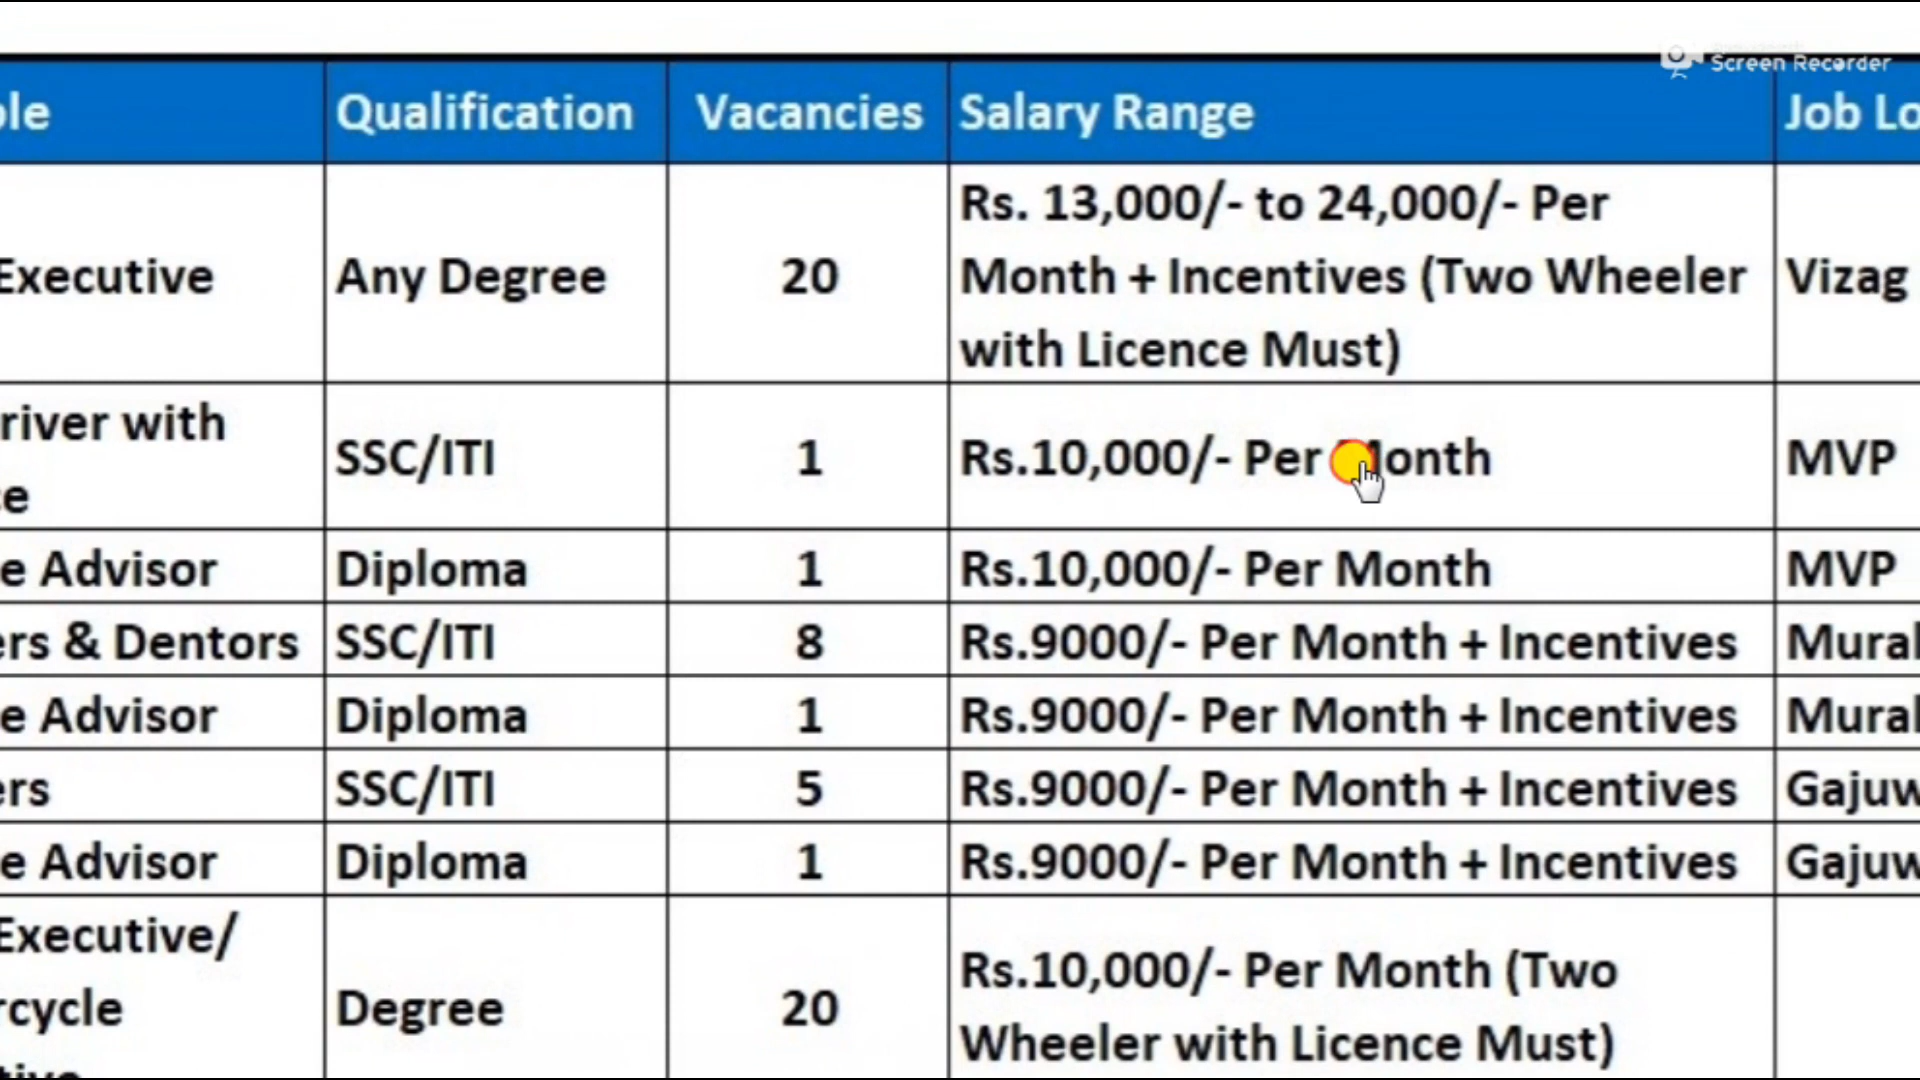 Screen Recorder
ole Qualification Vacancies Salary Range Job Lo
Rs. 13,000/- to 24,000/- Per
Executive Any Degree 20 Month + Incentives (Two Wheeler Vizag
with Licence Must)
river with
SSC/ITI 1 Rs.10,000/- Per Month MVP
ce
e Advisor Diploma 1 Rs.10,000/- Per Month MVP
ers & Dentors SSC/ITI 8 Rs.9000/- Per Month + Incentives Mural
e Advisor Diploma 1 Rs.9000/- Per Month + Incentives Mural
ers SSC/ITI 5 Rs.9000/- Per Month + Incentives Gajuw
e Advisor Diploma 1 Rs.9000/- Per Month + Incentives Gajuw
Executive/
Rs.10,000/- Per Month (Two
rcycle Degree 20
Wheeler with Licence Must)